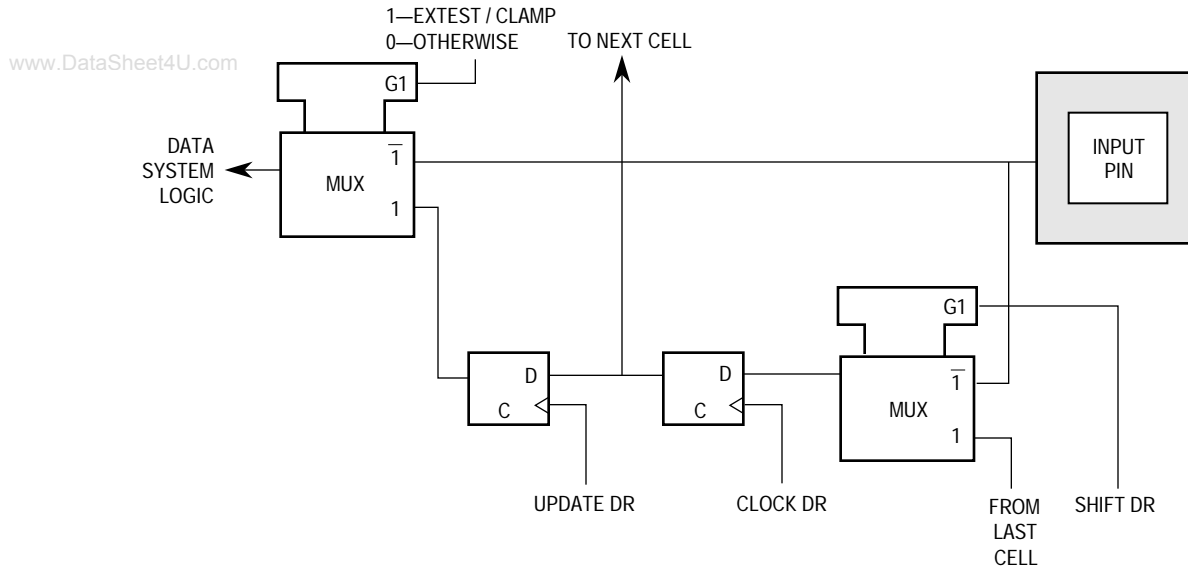 1—EXTEST / CLAMP
0—OTHERWISE
TO NEXT CELL
www.DataSheet4U.com
G1
DATA
SYSTEM
LOGIC
MUX
1
1
INPUT
PIN
G1
D
C
D
C
MUX
1
1
UPDATE DR
CLOCK DR
FROM
LAST
CELL
SHIFT DR